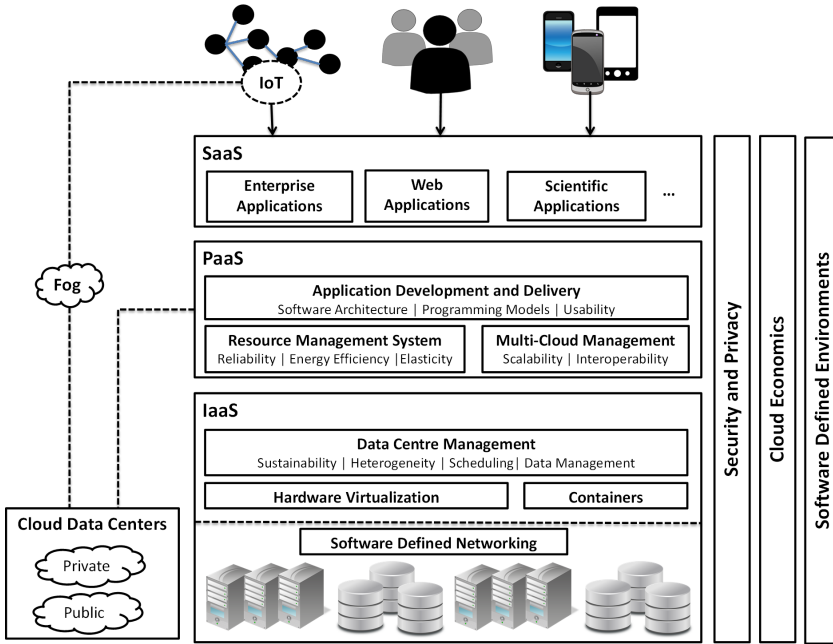 IoT
SaaS
Enterprise
Applications
Web
Applications
Scientific
Applications
...
PaaS
Application Development and Delivery
Software Architecture | Programming Models | Usability
Resource Management System
Reliability | Energy Efficiency |Elasticity
Multi-Cloud Management
Scalability | Interoperability
IaaS
Data Centre Management
Sustainability | Heterogeneity | Scheduling| Data Management
Hardware Virtualization
Containers
Software Defined Networking
Fog
Cloud Data Centers
Private
Public
Security and Privacy
Cloud Economics
Software Defined Environments